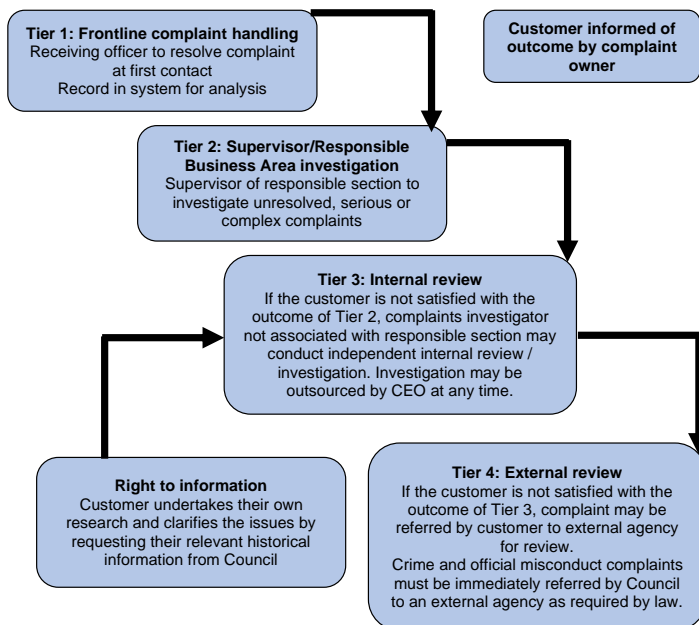 Tier 1: Frontline complaint handling
Receiving officer to resolve complaint
at first contact
Record in system for analysis
Customer informed of
outcome by complaint
owner
Tier 2: Supervisor/Responsible
Business Area investigation
Supervisor of responsible section to
investigate unresolved, serious or
complex complaints
Tier 3: Internal review
If the customer is not satisfied with the
outcome of Tier 2, complaints investigator
not associated with responsible section may
conduct independent internal review /
investigation. Investigation may be
outsourced by CEO at any time.
Right to information
Customer undertakes their own
research and clarifies the issues by
requesting their relevant historical
information from Council
Tier 4: External review
If the customer is not satisfied with the
outcome of Tier 3, complaint may be
referred by customer to external agency
for review.
Crime and official misconduct complaints
must be immediately referred by Council
to an external agency as required by law.